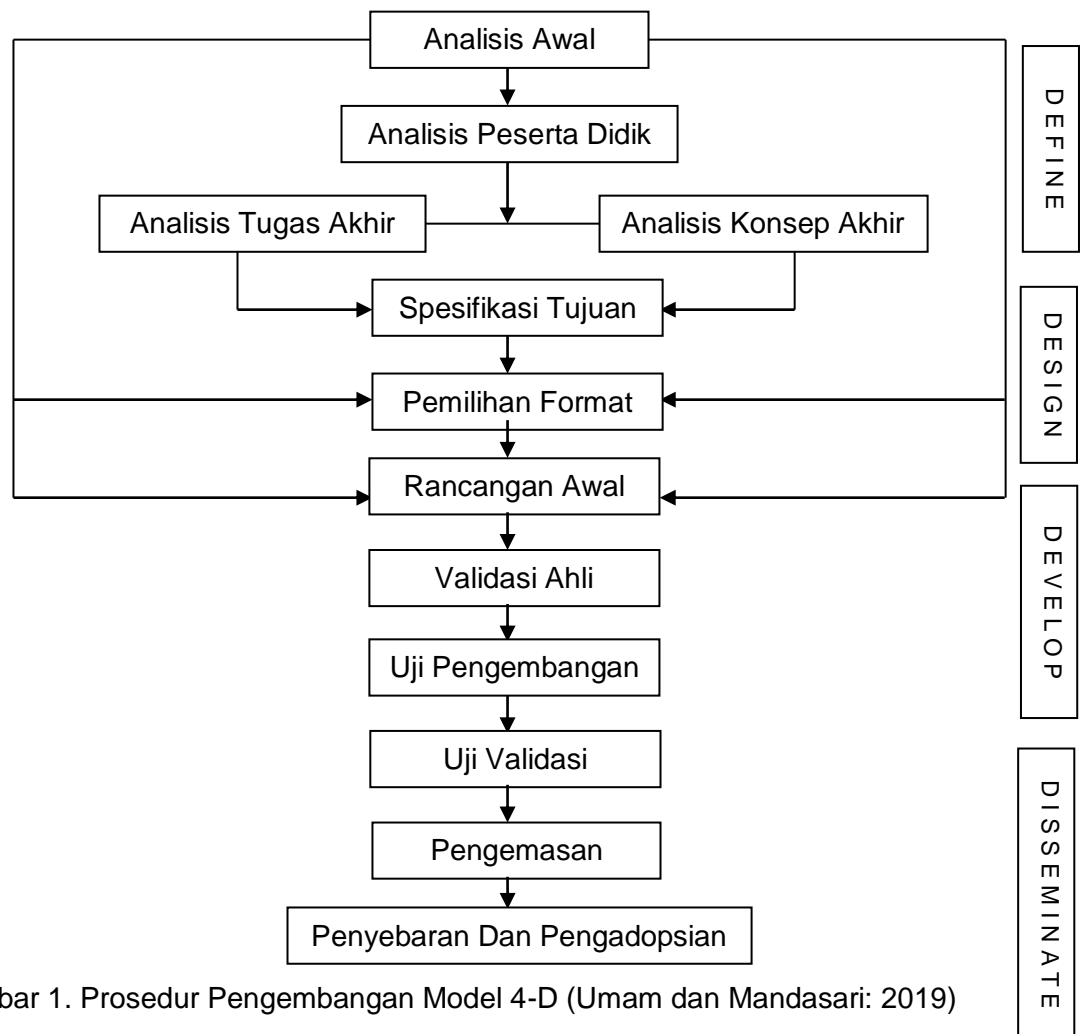 Analisis Awal
Analisis Peserta Didik
Analisis Tugas Akhir
Analisis Konsep Akhir
Spesifikasi Tujuan
Pemilihan Format
Rancangan Awal
Validasi Ahli
Uji Pengembangan
Uji Validasi
Pengemasan
Penyebaran Dan Pengadopsian
DEFINE
DESIGN
DEVELOP
DISSEMINATE
bar 1. Prosedur Pengembangan Model 4-D (Umam dan Mandasari: 2019)